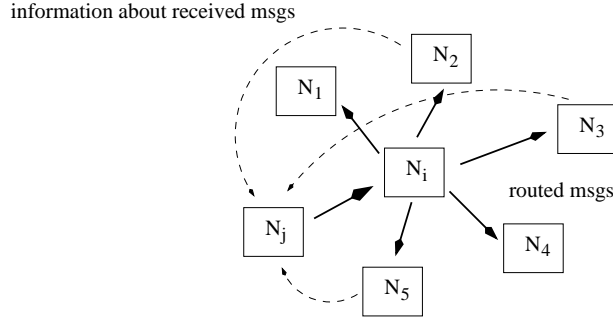 information about received msgs
N2
N1
N3
Ni
routed msgs
Nj
N4
N5